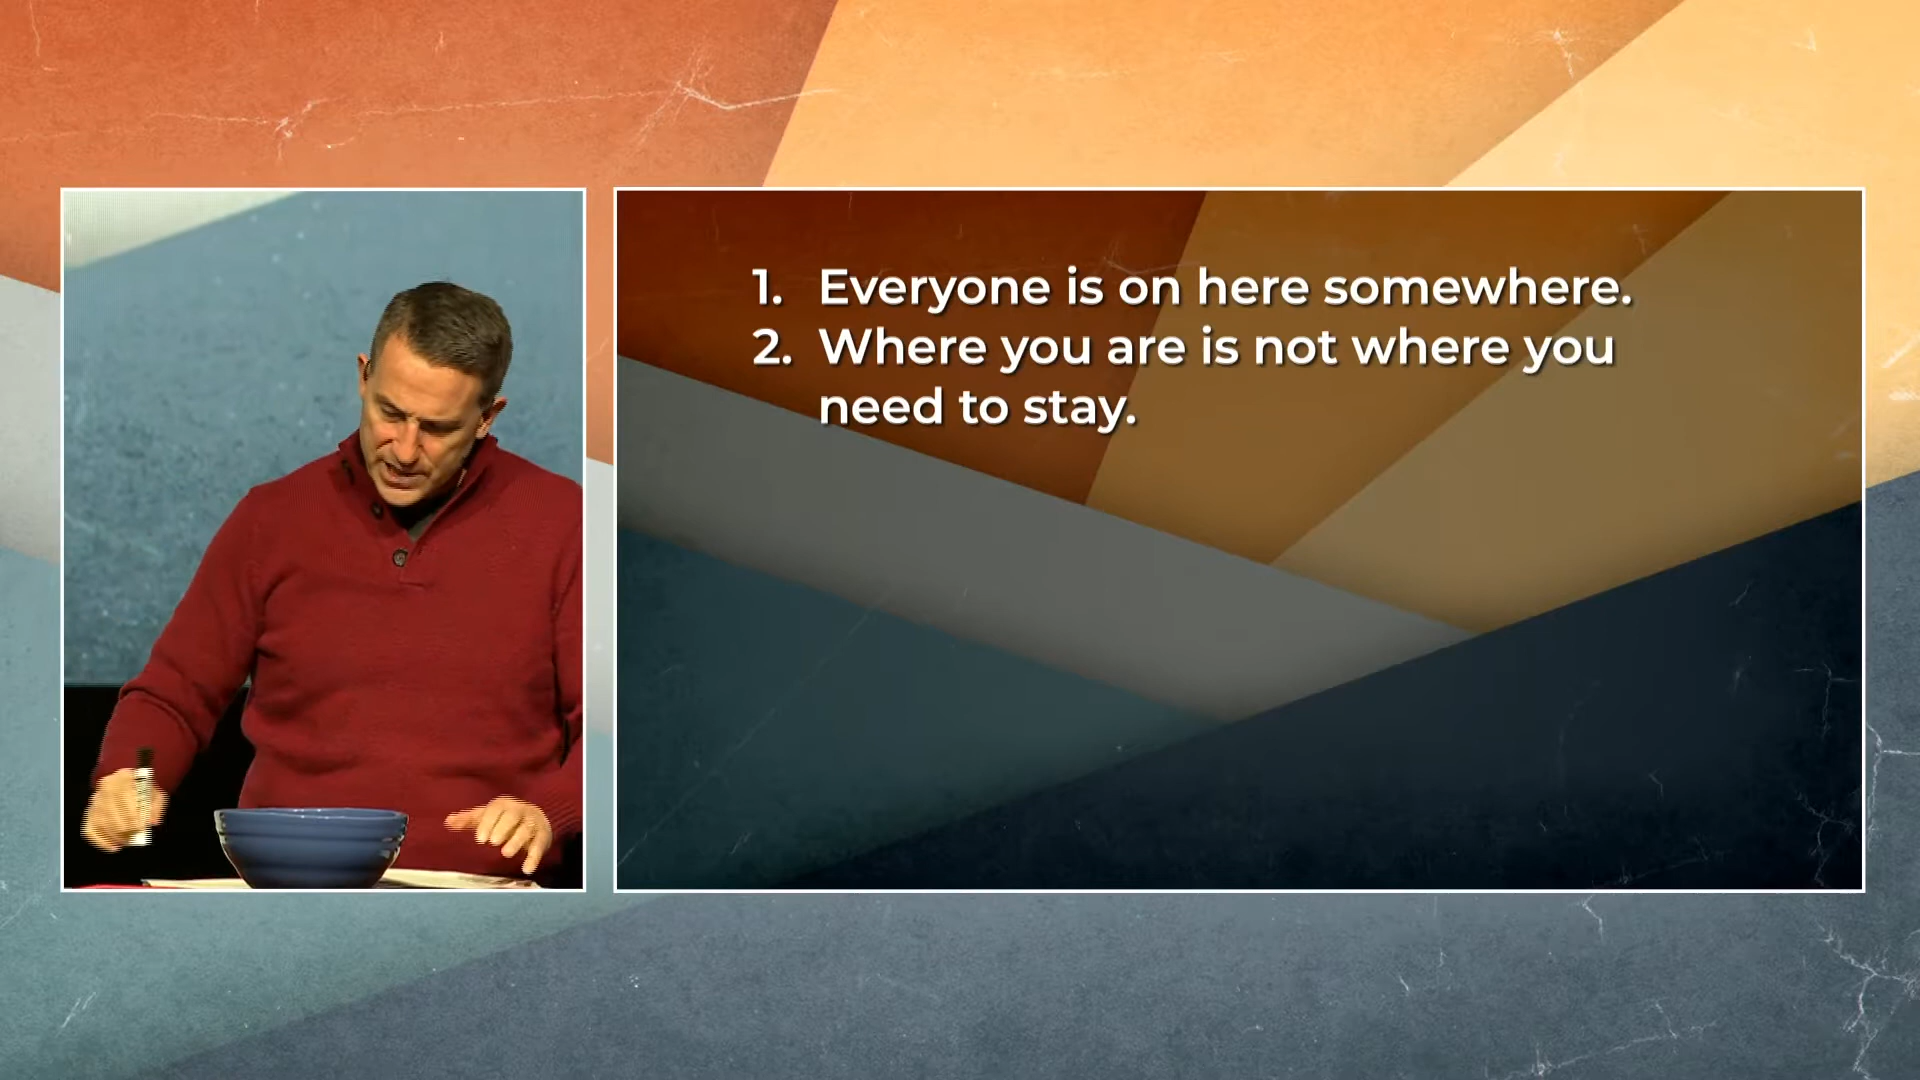 1. Everyone is on here somewhere.
2. Where you are is not where you
need to stay.